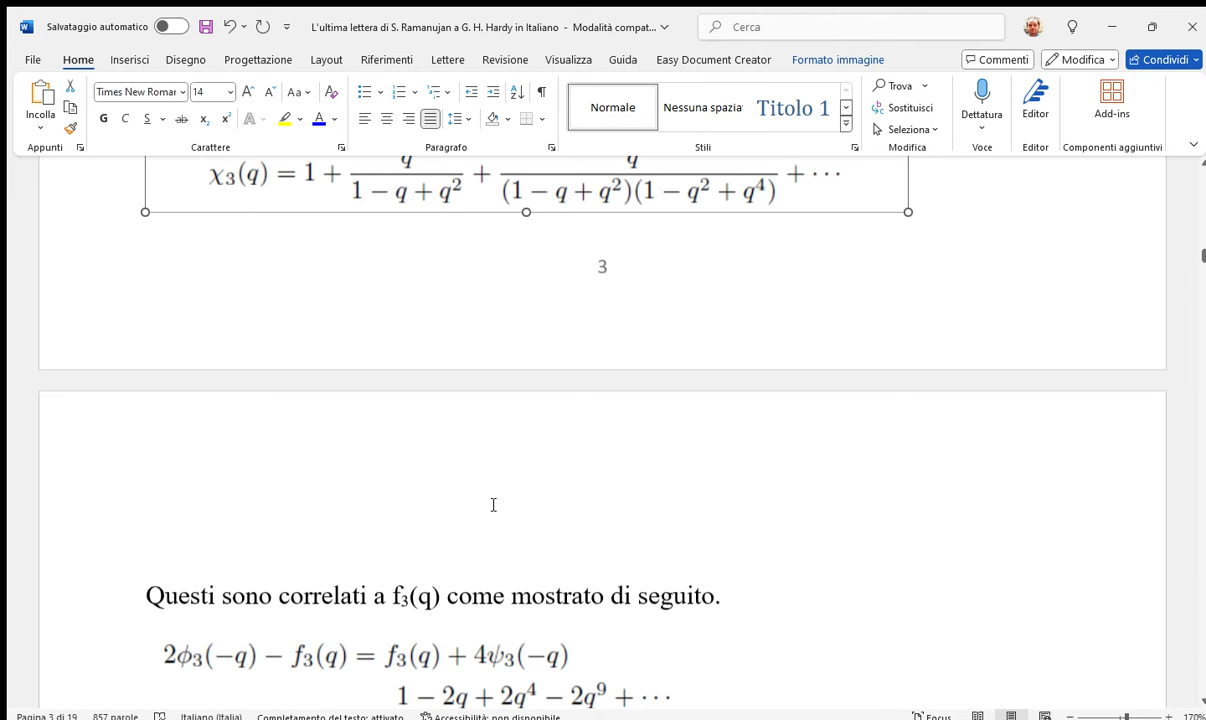 Salvataggio automatico
L'ultima lettera di S. Ramanujan a G. H. Hardy in Italiano – Modalità compat...
Cerca
File Home Inserisci Disegno Progettazione Layout Riferimenti Lettere Revisione Visualizza Guida Easy Document Creator Formato immagine
Commenti Modifica Condividi
Incolla
Appunti
Times New Romar 14
Aa
G C S ab x₂ x² A A
Carattere
Paragrafo
Normale Nessuna spazia Titolo 1
Stili
Trova
Sostituisci
Seleziona
Modifica
Dettatura
Voce
Editor
Editor
Add-ins
Componenti aggiuntivi
χ₃(q) = 1 + q/(1 − q + q²) + q/((1 − q + q²)(1 − q² + q⁴)) + ···
3
Questi sono correlati a f₃(q) come mostrato di seguito.
2ϕ₃(−q) − f₃(q) = f₃(q) + 4ψ₃(−q)
1 − 2q + 2q⁴ − 2q⁹ + ···
Pagina 3 di 19 857 parole Italiano (Italia) Completamento del testo: attivato Accessibilità: non disponibile Focus 170%